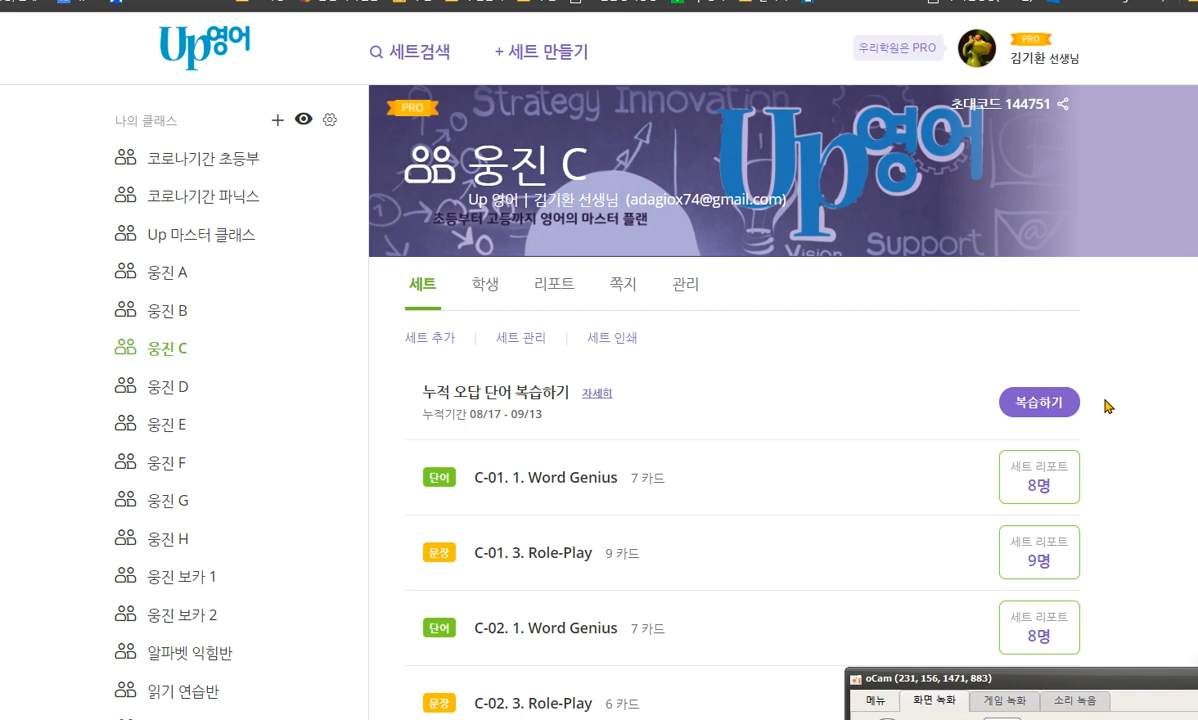 Up영어
세트검색
+ 세트 만들기
우리학원은 PRO
PRO
김기환 선생님
나의 클래스
코로나기간 초등부
코로나기간 파닉스
Up 마스터 클래스
웅진 A
웅진 B
웅진 C
웅진 D
웅진 E
웅진 F
웅진 G
웅진 H
웅진 보카 1
웅진 보카 2
알파벳 익힘반
읽기 연습반
PRO
Strategy Innovation
초대코드 144751
Up영어
웅진 C
Up 영어 | 김기환 선생님 (adagiox74@gmail.com)
초등부터 고등까지 영어의 마스터 플랜
Vision
Support
세트
학생
리포트
쪽지
관리
세트 추가
세트 관리
세트 인쇄
누적 오답 단어 복습하기 자세히
누적기간 08/17 - 09/13
복습하기
단어 C-01. 1. Word Genius 7 카드
세트 리포트
8명
문장 C-01. 3. Role-Play 9 카드
세트 리포트
9명
단어 C-02. 1. Word Genius 7 카드
세트 리포트
8명
문장 C-02. 3. Role-Play 6 카드
oCam (231, 156, 1471, 883)
메뉴
화면 녹화
게임 녹화
소리 녹음